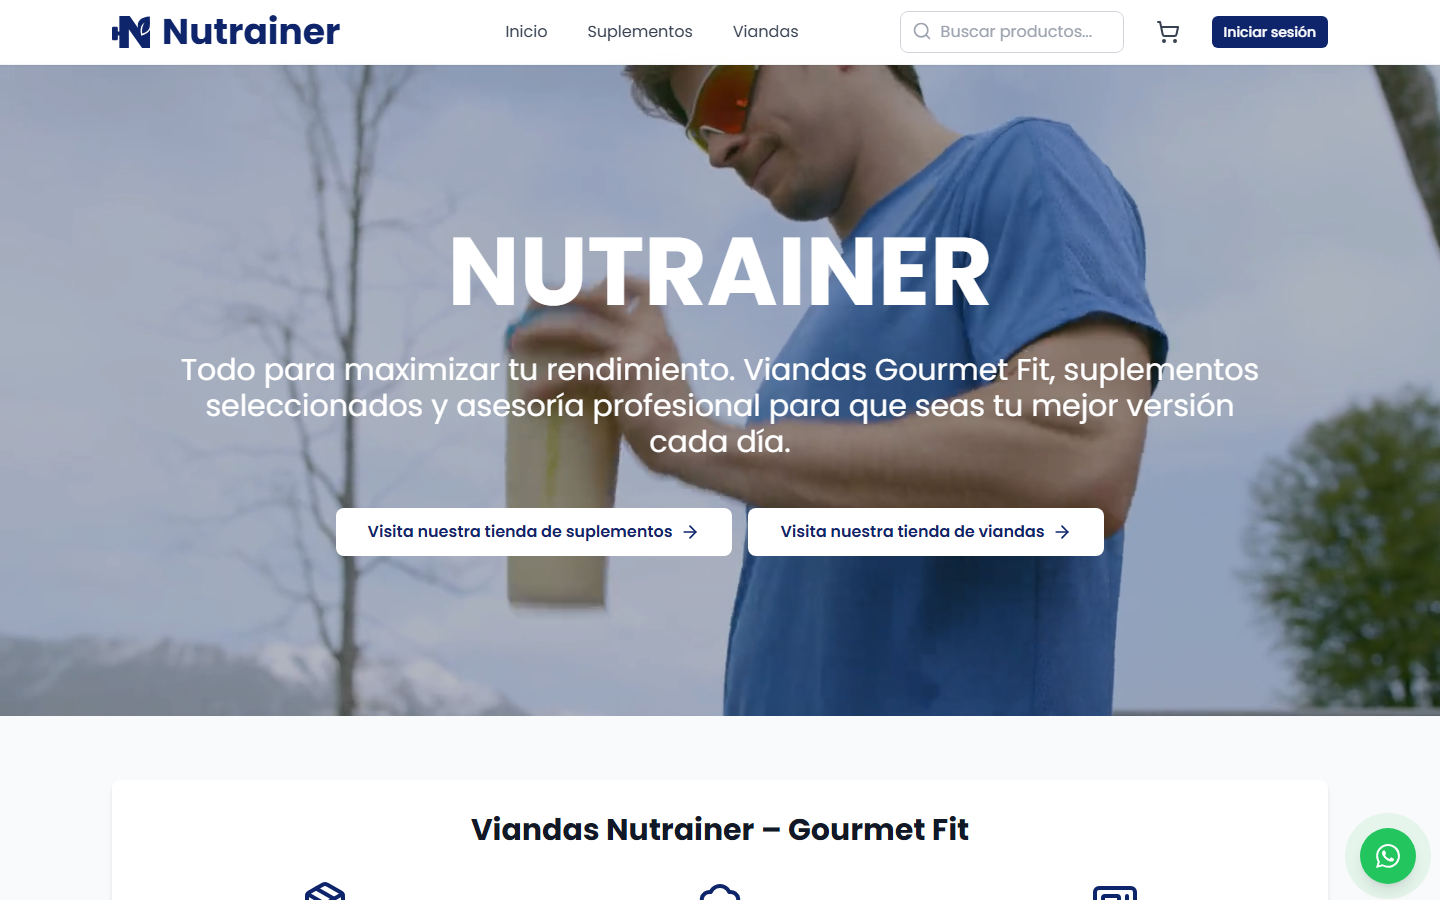 Nutrainer
Inicio
Suplementos
Viandas
Buscar productos...
Iniciar sesión
NUTRAINER
Todo para maximizar tu rendimiento. Viandas Gourmet Fit, suplementos
seleccionados y asesoría profesional para que seas tu mejor versión
cada día.
Visita nuestra tienda de suplementos
Visita nuestra tienda de viandas
Viandas Nutrainer – Gourmet Fit